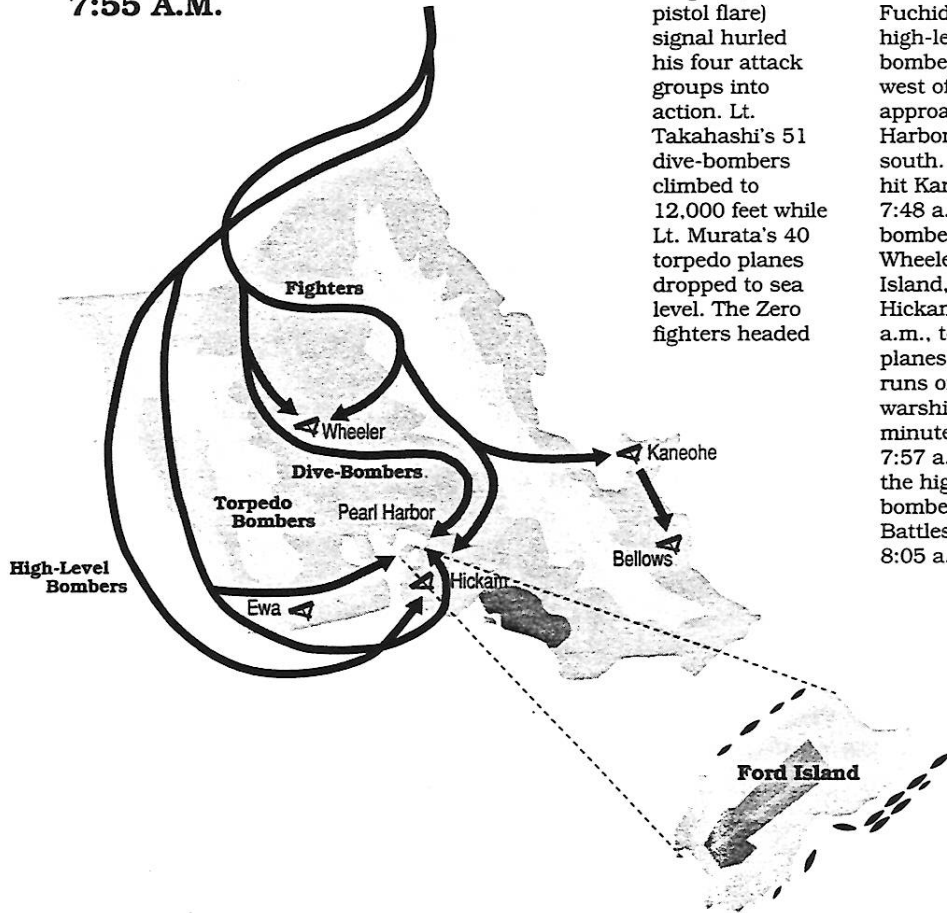 7:55 A.M.
pistol flare)
signal hurled
his four attack
groups into
action. Lt.
Takahashi's 51
dive-bombers
climbed to
12,000 feet while
Lt. Murata's 40
torpedo planes
dropped to sea
level. The Zero
fighters headed
Fuchid
high-le
bombe
west of
approa
Harbor
south.
hit Kan
7:48 a.
bombe
Wheele
Island,
Hickan
a.m., t
planes
runs o
warshi
minute
7:57 a.
the hig
bombe
Battles
8:05 a.
Fighters
Wheeler
Kaneohe
Dive-Bombers
Torpedo
Bombers
Pearl Harbor
Bellows
High-Level
Bombers
Hickam
Ewa
Ford Island